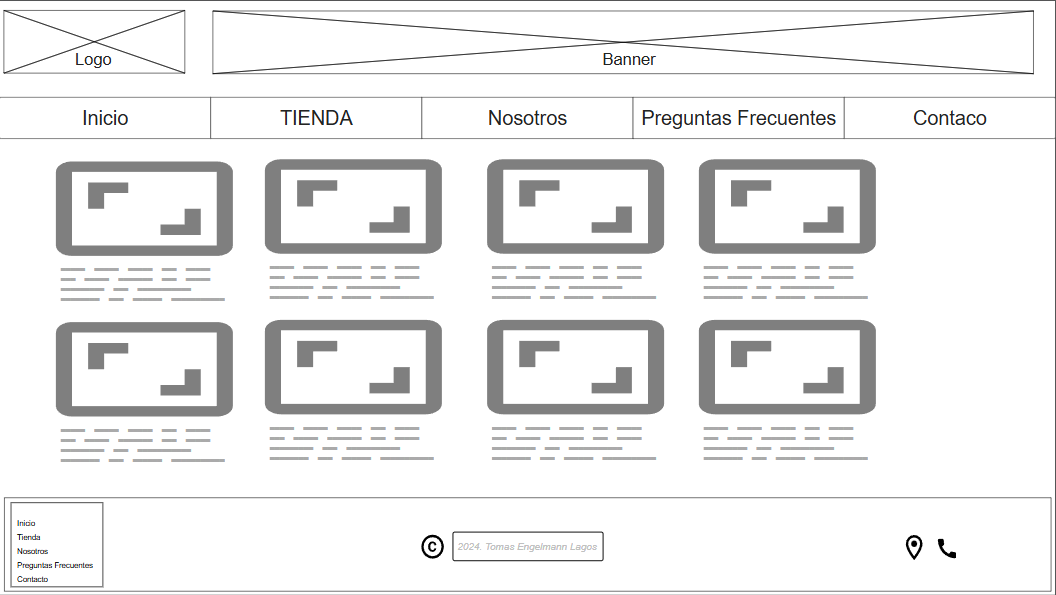 Logo
Banner
Inicio
TIENDA
Nosotros
Preguntas Frecuentes
Contaco
Inicio
Tienda
Nosotros
Preguntas Frecuentes
Contacto
© 2024. Tomas Engelmann Lagos